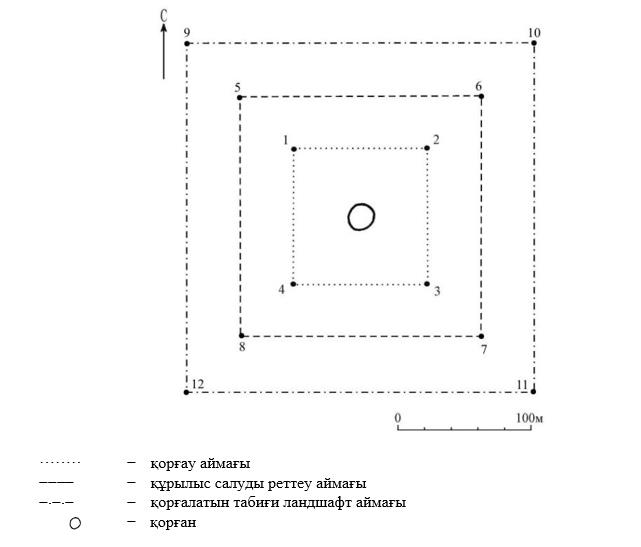 С
9 10
5 6
1 2
4 3
8 7
12 11
0 100м
– қорғау аймағы
– құрылыс салуды реттеу аймағы
– қорғалатын табиғи ландшафт аймағы
– қорған